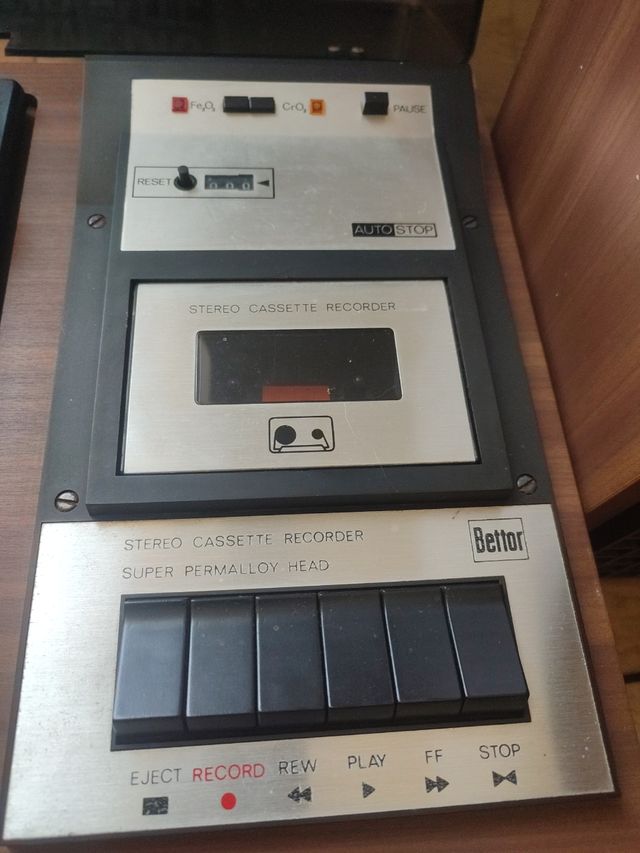 Fe₂O₃ CrO₂ PAUSE
RESET 000
AUTO STOP
STEREO CASSETTE RECORDER
STEREO CASSETTE RECORDER
Bettor
SUPER PERMALLOY HEAD
EJECT RECORD REW PLAY FF STOP